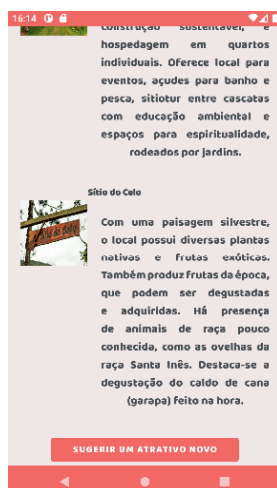 16:14
construção sustentável, e
hospedagem em quartos
individuais. Oferece local para
eventos, açudes para banho e
pesca, sitiotur entre cascatas
com educação ambiental e
espaços para espiritualidade,
rodeados por jardins.
Sítio do Celo
Com uma paisagem silvestre,
o local possui diversas plantas
nativas e frutas exóticas.
Também produz frutas da época,
que podem ser degustadas
e adquiridas. Há presença
de animais de raça pouco
conhecida, como as ovelhas da
raça Santa Inês. Destaca-se a
degustação do caldo de cana
(garapa) feito na hora.
SUGERIR UM ATRATIVO NOVO